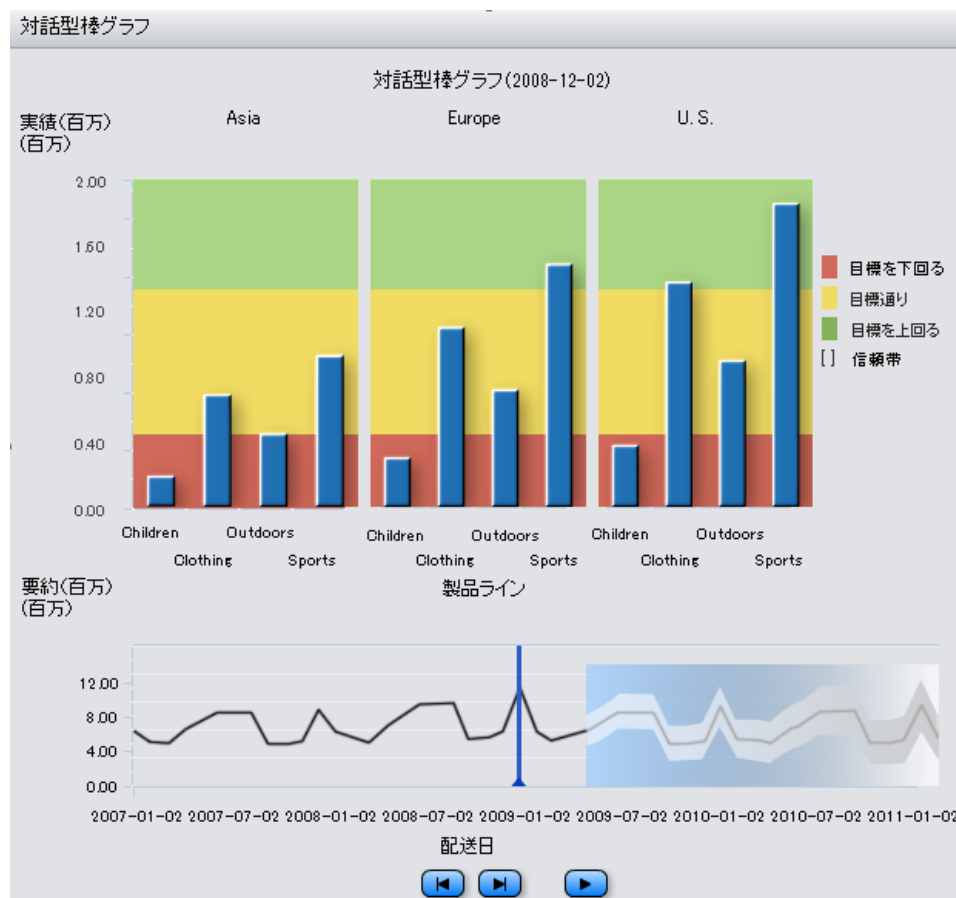 対話型棒グラフ
対話型棒グラフ(2008-12-02)
実績(百万)
(百万)
Asia
Europe
U.S.
2.00
1.60
1.20
0.80
0.40
0.00
目標を下回る
目標通り
目標を上回る
[ ] 信頼帯
Children Outdoors Children Outdoors Children Outdoors
Clothing Sports Clothing Sports Clothing Sports
要約(百万)
(百万)
製品ライン
12.00
8.00
4.00
0.00
2007-01-02 2007-07-02 2008-01-02 2008-07-02 2009-01-02 2009-07-02 2010-01-02 2010-07-02 2011-01-02
配送日